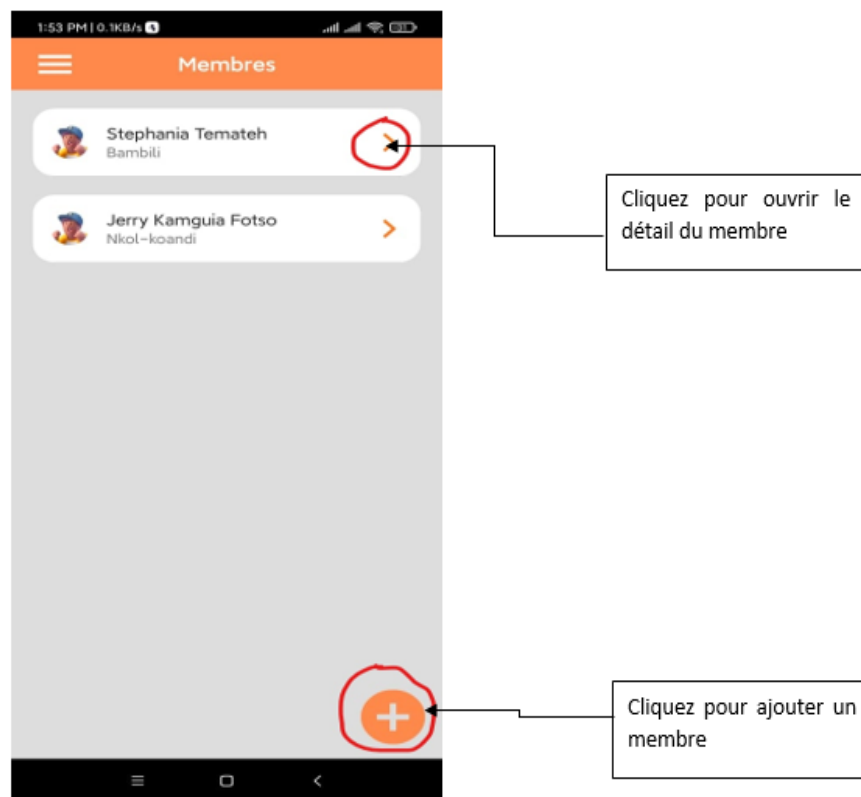 1:53 PM | 0.1KB/s
Membres
Stephania Temateh
Bambili
Jerry Kamguia Fotso
Nkol-koandi
Cliquez pour ouvrir le
détail du membre
Cliquez pour ajouter un
membre